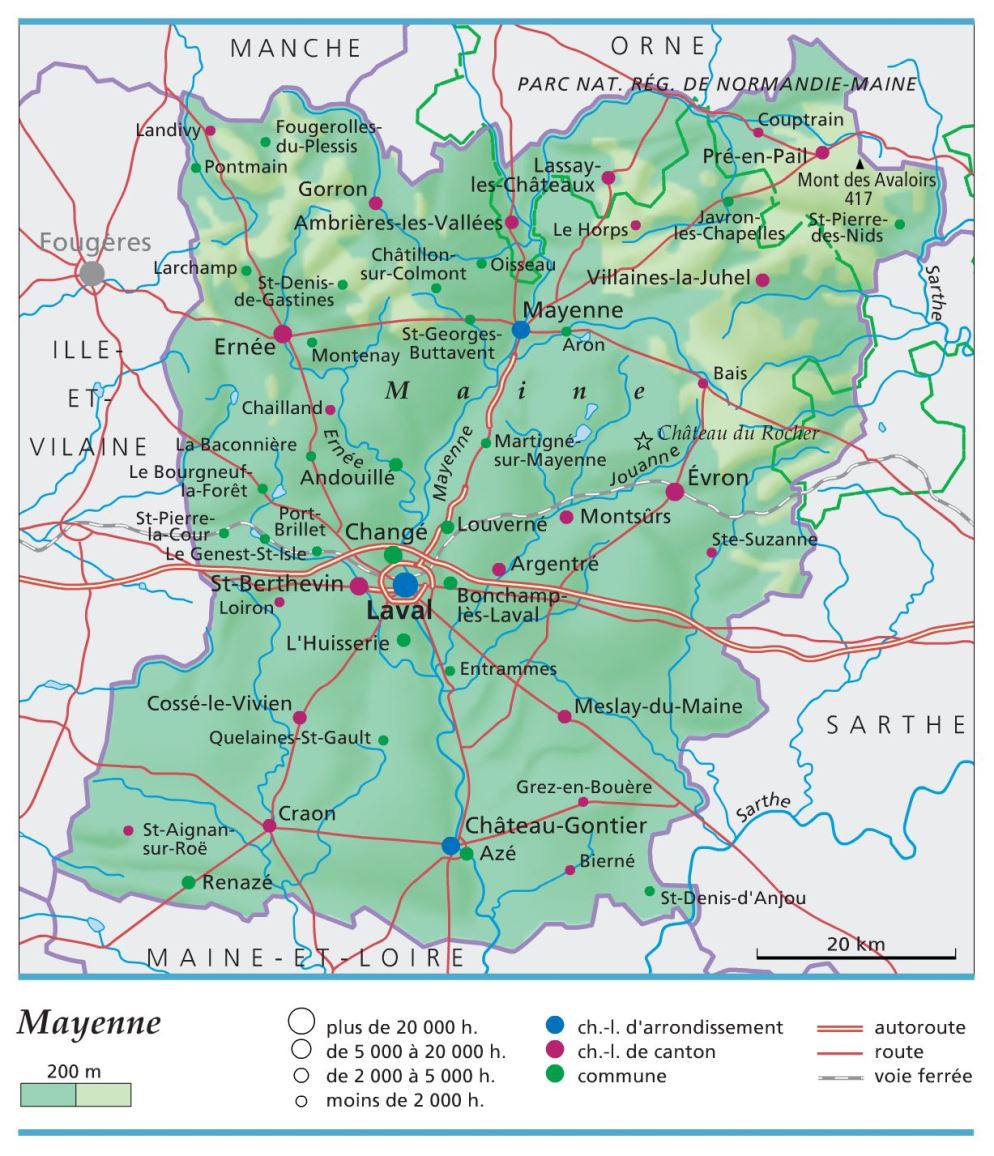 MANCHE
ORNE
PARC NAT. RÉG. DE NORMANDIE-MAINE
Landivy
Fougerolles-
du-Plessis
Pontmain
Couptrain
Pré-en-Pail
Mont des Avaloirs
417
Lassay-
les-Châteaux
Gorron
Ambrières-les-Vallées
Le Horps
Javron-
les-Chapelles
St-Pierre-
des-Nids
Fougères
Larchamp
Châtillon-
sur-Colmont
Oisseau
St-Denis-
de-Gastines
Villaines-la-Juhel
Sarthe
Mayenne
Ernée
St-Georges-
Buttavent
Aron
Montenay
ILLE-
ET-
VILAINE
Maine
Bais
Chailland
Ernée
Mayenne
La Baconnière
Martigné-
sur-Mayenne
Château du Rocher
Jouanne
Le Bourgneuf-
la-Forêt
Andouillé
Évron
St-Pierre-
la-Cour
Port-
Brillet
Changé
Louverné
Montsûrs
Le Genest-St-Isle
Ste-Suzanne
Argentré
St-Berthevin
Loiron
Laval
Bonchamp-
lès-Laval
L'Huisserie
Entrammes
Cossé-le-Vivien
Meslay-du-Maine
SARTHE
Quelaines-St-Gault
Grez-en-Bouère
Sarthe
Craon
Château-Gontier
St-Aignan-
sur-Roë
Azé
Bierné
Renazé
St-Denis-d'Anjou
MAINE-ET-LOIRE
20 km
Mayenne
200 m
plus de 20 000 h.
de 5 000 à 20 000 h.
de 2 000 à 5 000 h.
moins de 2 000 h.
ch.-l. d'arrondissement
ch.-l. de canton
commune
autoroute
route
voie ferrée